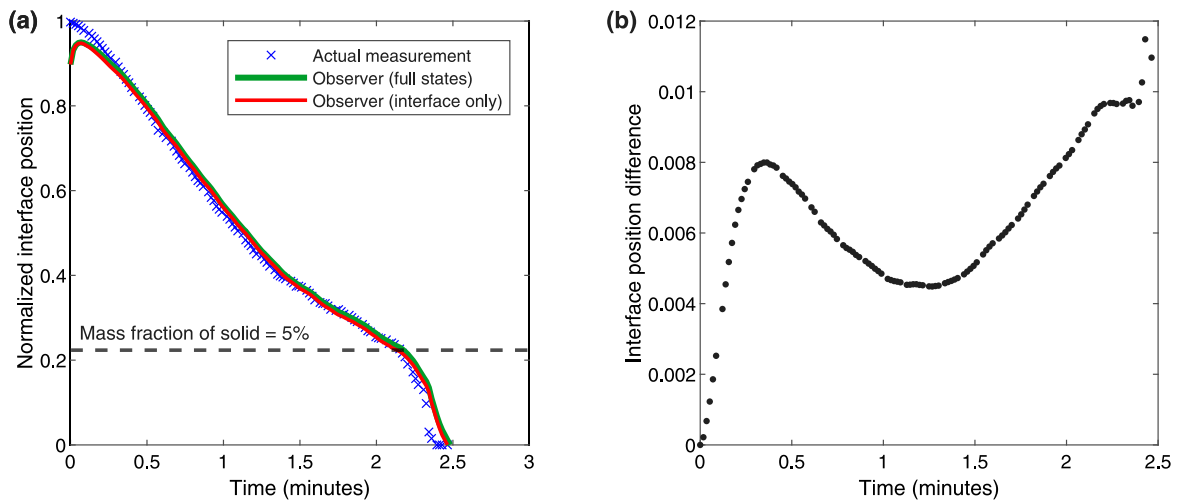 (a)
1
0.8
0.6
0.4
0.2
0
Normalized interface position
Actual measurement
Observer (full states)
Observer (interface only)
Mass fraction of solid = 5%
0 0.5 1 1.5 2 2.5 3
Time (minutes)
(b)
0.012
0.01
0.008
0.006
0.004
0.002
0
Interface position difference
0 0.5 1 1.5 2 2.5
Time (minutes)